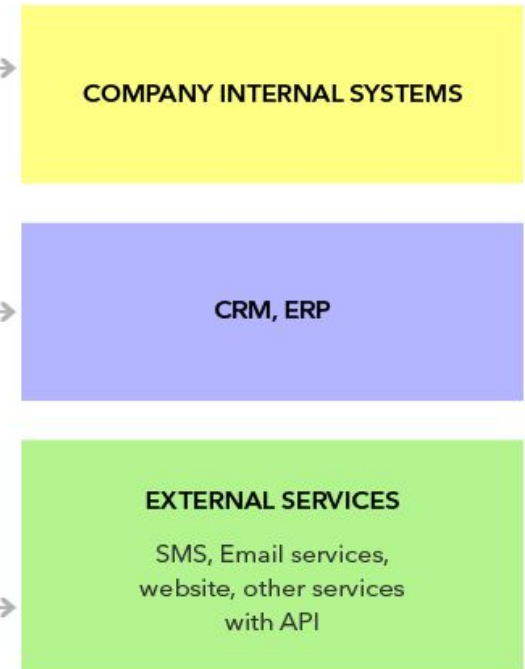 COMPANY INTERNAL SYSTEMS
CRM, ERP
EXTERNAL SERVICES
SMS, Email services,
website, other services
with API